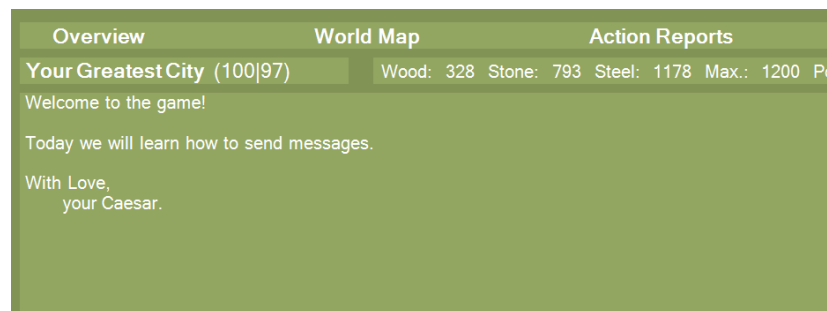 Overview World Map Action Reports
Your Greatest City (100|97) Wood: 328 Stone: 793 Steel: 1178 Max.: 1200
Welcome to the game!
Today we will learn how to send messages.
With Love,
your Caesar.